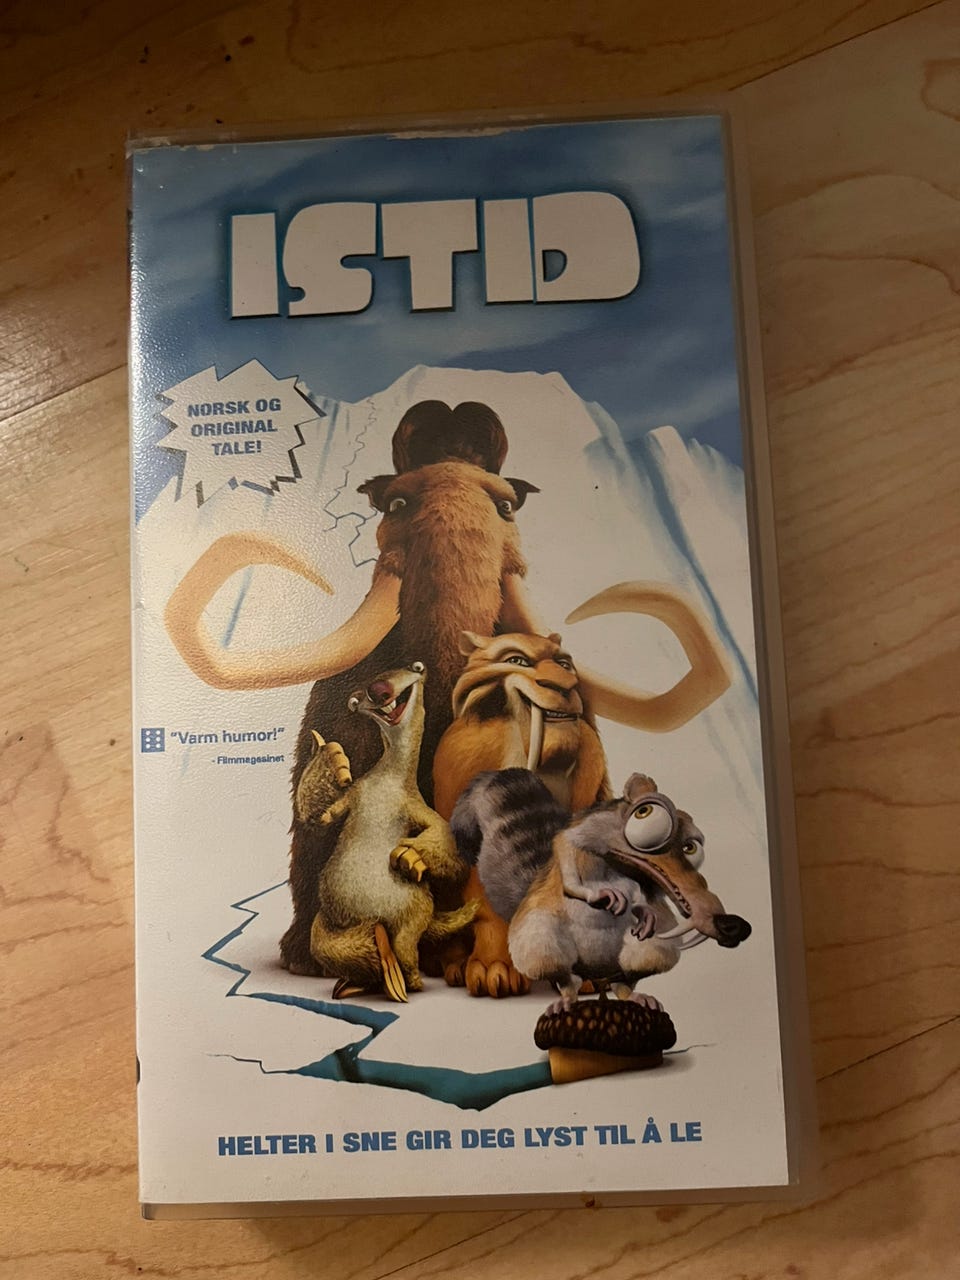 ISTID
NORSK OG
ORIGINAL
TALE!
"Varm humor!"
- Filmmagasinet
HELTER I SNE GIR DEG LYST TIL Å LE